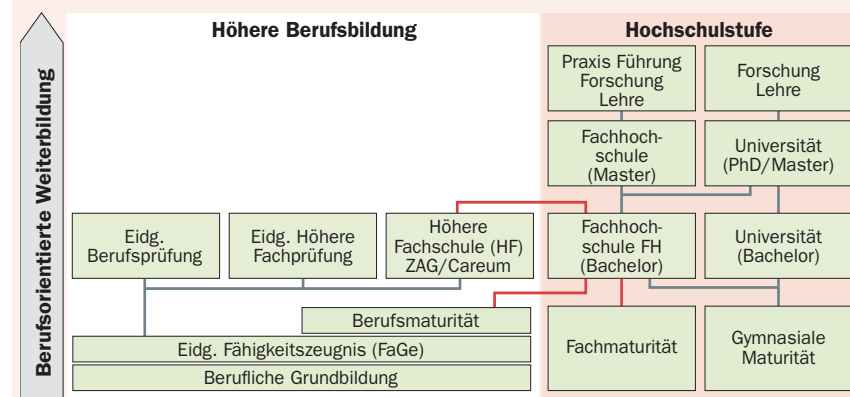 Höhere Berufsbildung
Hochschulstufe
Berufsorientierte Weiterbildung
Praxis Führung
Forschung
Lehre
Forschung
Lehre
Fachhoch-
schule
(Master)
Universität
(PhD/Master)
Eidg.
Berufsprüfung
Eidg. Höhere
Fachprüfung
Höhere
Fachschule (HF)
ZAG/Careum
Fachhoch-
schule FH
(Bachelor)
Universität
(Bachelor)
Berufsmaturität
Eidg. Fähigkeitszeugnis (FaGe)
Berufliche Grundbildung
Fachmaturität
Gymnasiale
Maturität